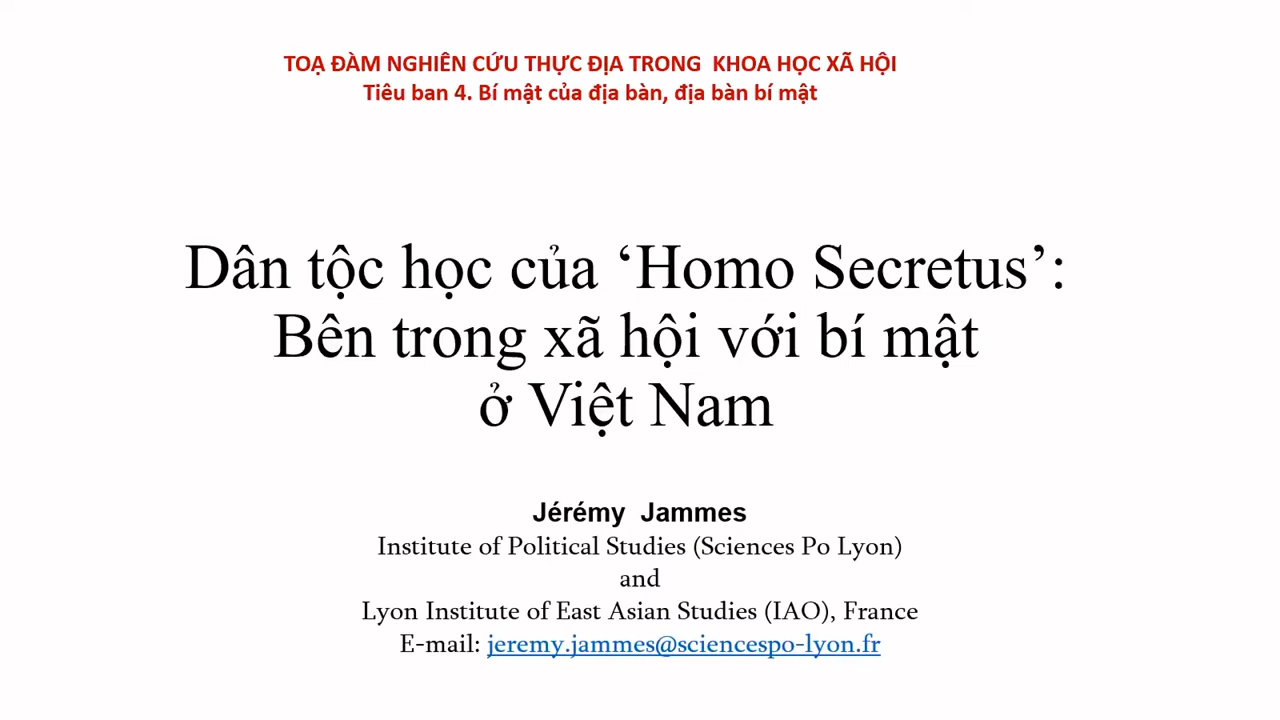 TOẠ ĐÀM NGHIÊN CỨU THỰC ĐỊA TRONG KHOA HỌC XÃ HỘI
Tiêu ban 4. Bí mật của địa bàn, địa bàn bí mật
Dân tộc học của ‘Homo Secretus’:
Bên trong xã hội với bí mật
ở Việt Nam
Jérémy Jammes
Institute of Political Studies (Sciences Po Lyon)
and
Lyon Institute of East Asian Studies (IAO), France
E-mail: jeremy.jammes@sciencespo-lyon.fr